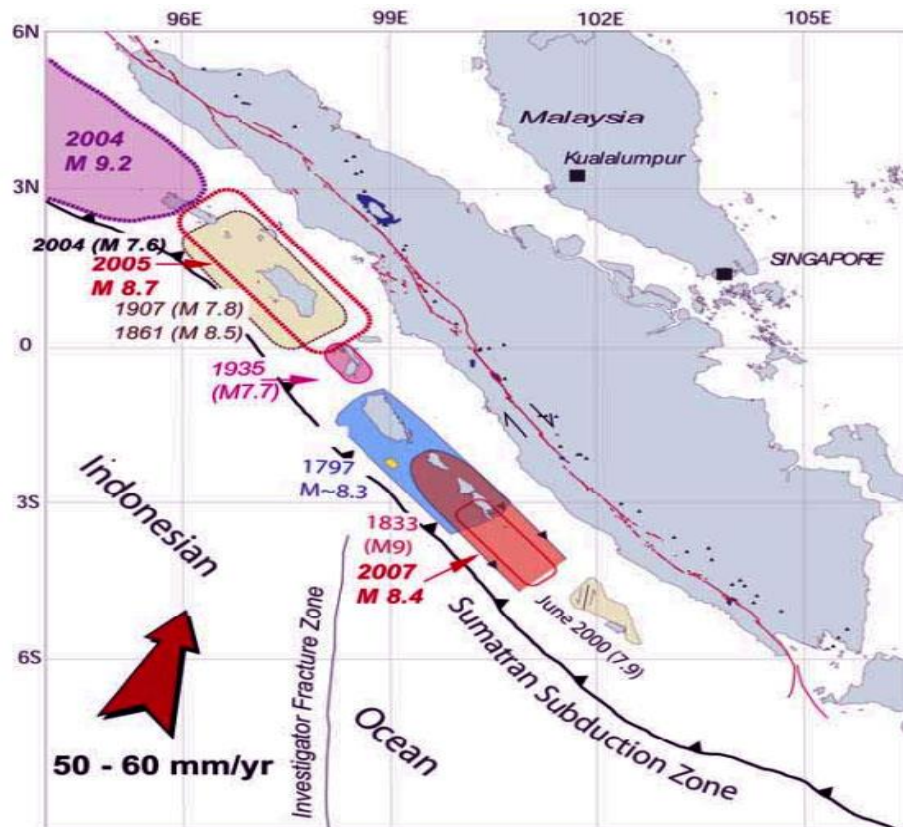 96E 99E 102E 105E
6N
2004
M 9.2
Malaysia
Kualalumpur
3N
2004 (M 7.6)
2005
M 8.7
SINGAPORE
1907 (M 7.8)
1861 (M 8.5)
0
1935
(M7.7)
1797
M~8.3
3S
1833
(M9)
2007
M 8.4
June 2000 (7.9)
Indonesian
Ocean
Investigator Fracture Zone
Sumatran Subduction Zone
6S
50 - 60 mm/yr